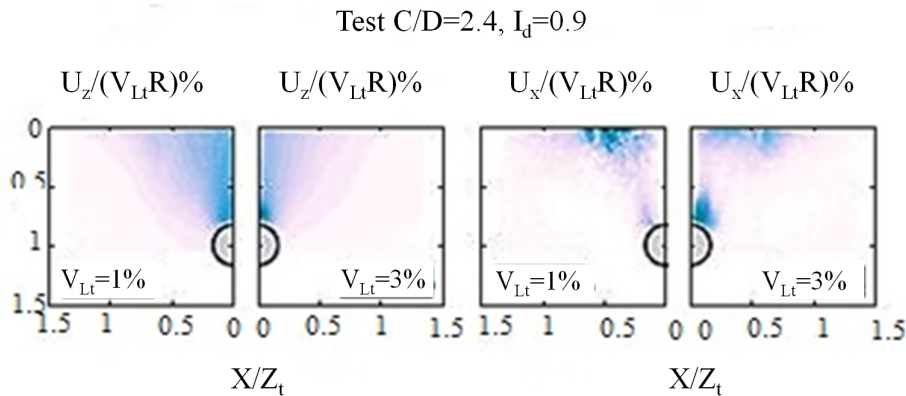 Test C/D=2.4, I_d=0.9
U_z/(V_LtR)% U_z/(V_LtR)% U_x/(V_LtR)% U_x/(V_LtR)%
0
0 5
1
1.5
V_Lt=1% V_Lt=3% V_Lt=1% V_Lt=3%
1.5 1 0.5 0 0 0.5 1 1.5 1.5 1 0.5 0 0 0.5 1 1.5
X/Z_t X/Z_t